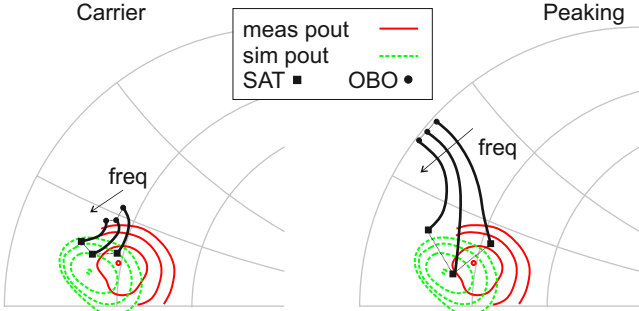 Carrier
Peaking
meas pout
sim pout
SAT OBO
freq
freq